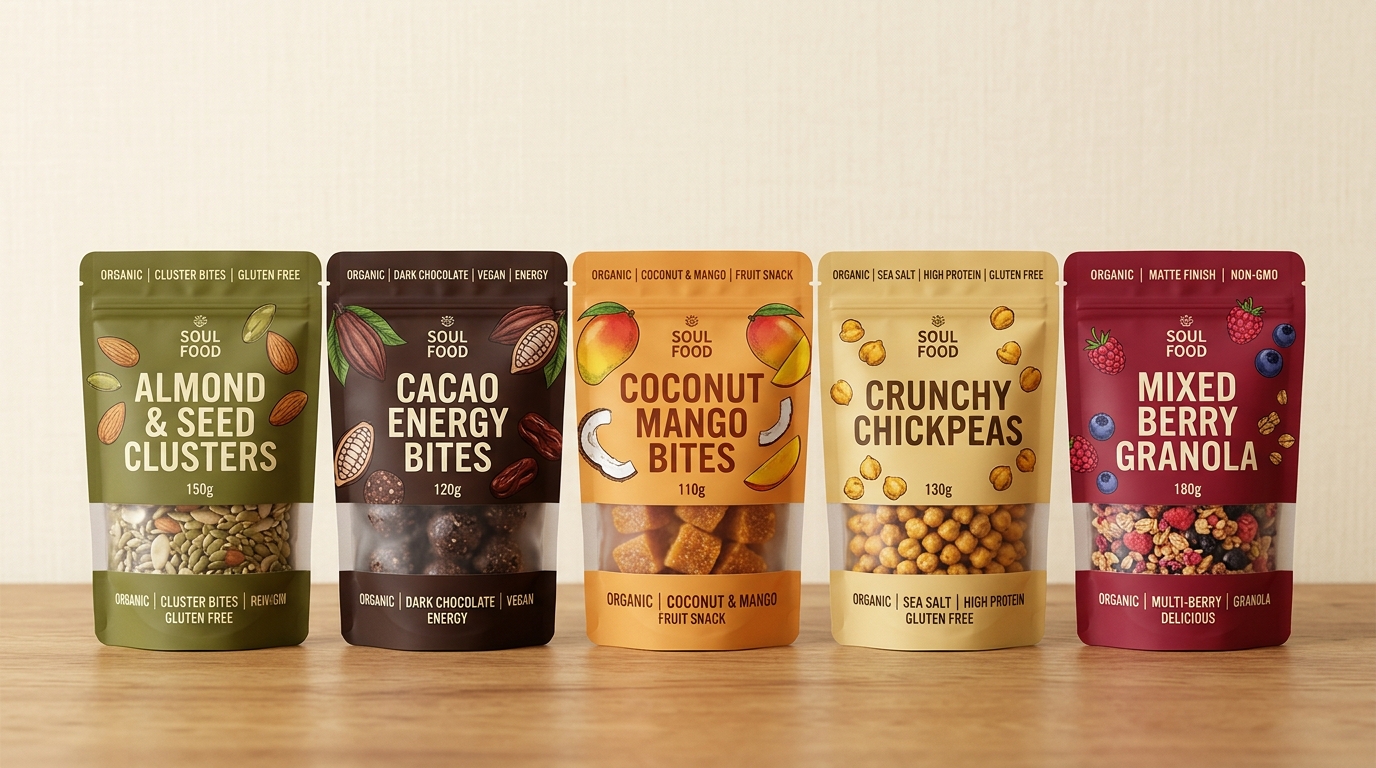 ORGANIC | CLUSTER BITES | GLUTEN FREE
SOUL
FOOD
ALMOND
& SEED
CLUSTERS
150g
ORGANIC | CLUSTER BITES |
GLUTEN FREE
ORGANIC | DARK CHOCOLATE | VEGAN | ENERGY
SOUL
FOOD
CACAO
ENERGY
BITES
120g
ORGANIC | DARK CHOCOLATE | VEGAN
ENERGY
ORGANIC | COCONUT & MANGO | FRUIT SNACK
SOUL
FOOD
COCONUT
MANGO
BITES
110g
ORGANIC | COCONUT & MANGO
FRUIT SNACK
ORGANIC | SEA SALT | HIGH PROTEIN | GLUTEN FREE
SOUL
FOOD
CRUNCHY
CHICKPEAS
130g
ORGANIC | SEA SALT | HIGH PROTEIN
GLUTEN FREE
ORGANIC | MATTE FINISH | NON-GMO
SOUL
FOOD
MIXED
BERRY
GRANOLA
180g
ORGANIC | MULTI-BERRY | GRANOLA
DELICIOUS